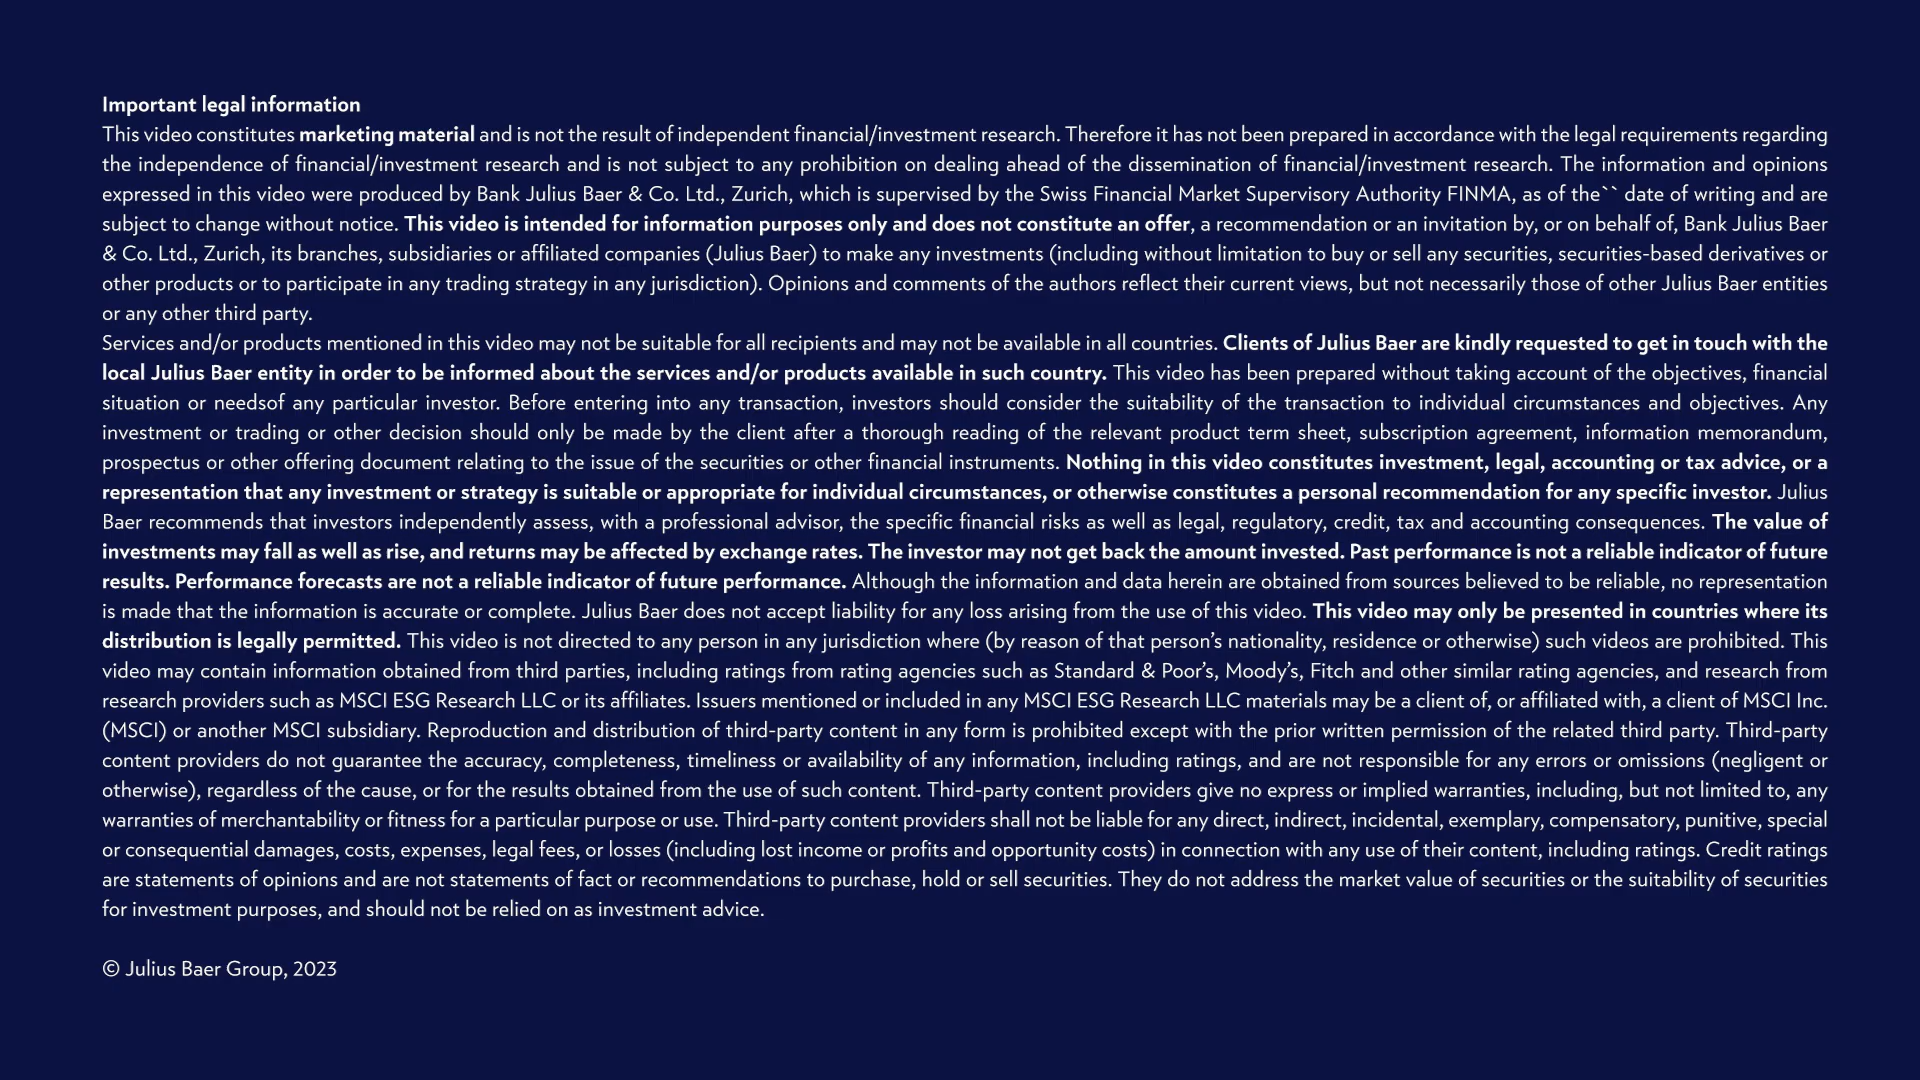 Important legal information
This video constitutes marketing material and is not the result of independent financial/investment research. Therefore it has not been prepared in accordance with the legal requirements regarding
the independence of financial/investment research and is not subject to any prohibition on dealing ahead of the dissemination of financial/investment research. The information and opinions
expressed in this video were produced by Bank Julius Baer & Co. Ltd., Zurich, which is supervised by the Swiss Financial Market Supervisory Authority FINMA, as of the`` date of writing and are
subject to change without notice. This video is intended for information purposes only and does not constitute an offer, a recommendation or an invitation by, or on behalf of, Bank Julius Baer
& Co. Ltd., Zurich, its branches, subsidiaries or affiliated companies (Julius Baer) to make any investments (including without limitation to buy or sell any securities, securities-based derivatives or
other products or to participate in any trading strategy in any jurisdiction). Opinions and comments of the authors reflect their current views, but not necessarily those of other Julius Baer entities
or any other third party.
Services and/or products mentioned in this video may not be suitable for all recipients and may not be available in all countries. Clients of Julius Baer are kindly requested to get in touch with the
local Julius Baer entity in order to be informed about the services and/or products available in such country. This video has been prepared without taking account of the objectives, financial
situation or needsof any particular investor. Before entering into any transaction, investors should consider the suitability of the transaction to individual circumstances and objectives. Any
investment or trading or other decision should only be made by the client after a thorough reading of the relevant product term sheet, subscription agreement, information memorandum,
prospectus or other offering document relating to the issue of the securities or other financial instruments. Nothing in this video constitutes investment, legal, accounting or tax advice, or a
representation that any investment or strategy is suitable or appropriate for individual circumstances, or otherwise constitutes a personal recommendation for any specific investor. Julius
Baer recommends that investors independently assess, with a professional advisor, the specific financial risks as well as legal, regulatory, credit, tax and accounting consequences. The value of
investments may fall as well as rise, and returns may be affected by exchange rates. The investor may not get back the amount invested. Past performance is not a reliable indicator of future
results. Performance forecasts are not a reliable indicator of future performance. Although the information and data herein are obtained from sources believed to be reliable, no representation
is made that the information is accurate or complete. Julius Baer does not accept liability for any loss arising from the use of this video. This video may only be presented in countries where its
distribution is legally permitted. This video is not directed to any person in any jurisdiction where (by reason of that person’s nationality, residence or otherwise) such videos are prohibited. This
video may contain information obtained from third parties, including ratings from rating agencies such as Standard & Poor’s, Moody’s, Fitch and other similar rating agencies, and research from
research providers such as MSCI ESG Research LLC or its affiliates. Issuers mentioned or included in any MSCI ESG Research LLC materials may be a client of, or affiliated with, a client of MSCI Inc.
(MSCI) or another MSCI subsidiary. Reproduction and distribution of third-party content in any form is prohibited except with the prior written permission of the related third party. Third-party
content providers do not guarantee the accuracy, completeness, timeliness or availability of any information, including ratings, and are not responsible for any errors or omissions (negligent or
otherwise), regardless of the cause, or for the results obtained from the use of such content. Third-party content providers give no express or implied warranties, including, but not limited to, any
warranties of merchantability or fitness for a particular purpose or use. Third-party content providers shall not be liable for any direct, indirect, incidental, exemplary, compensatory, punitive, special
or consequential damages, costs, expenses, legal fees, or losses (including lost income or profits and opportunity costs) in connection with any use of their content, including ratings. Credit ratings
are statements of opinions and are not statements of fact or recommendations to purchase, hold or sell securities. They do not address the market value of securities or the suitability of securities
for investment purposes, and should not be relied on as investment advice.
© Julius Baer Group, 2023